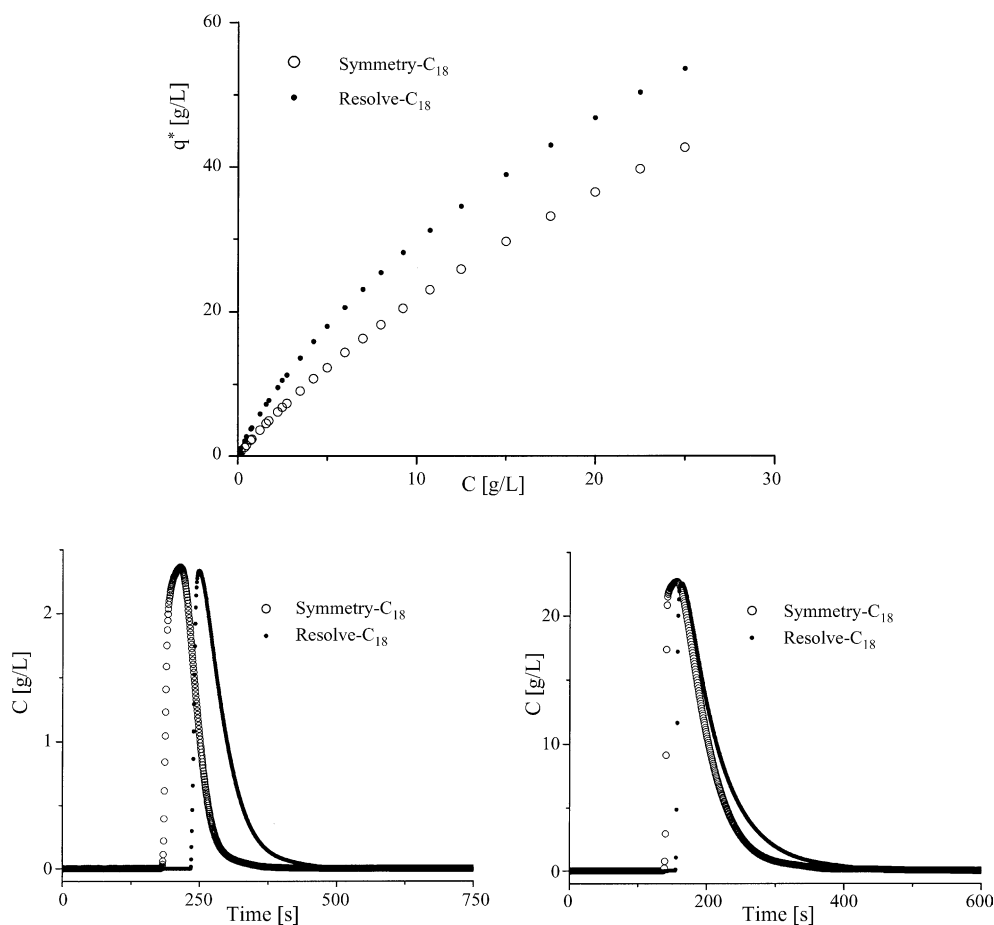 60
40
20
0
q* [g/L]
Symmetry-C18
Resolve-C18
0
10
20
30
C [g/L]
2
1
0
C [g/L]
Symmetry-C18
Resolve-C18
0
250
500
750
Time [s]
20
10
0
C [g/L]
Symmetry-C18
Resolve-C18
0
200
400
600
Time [s]